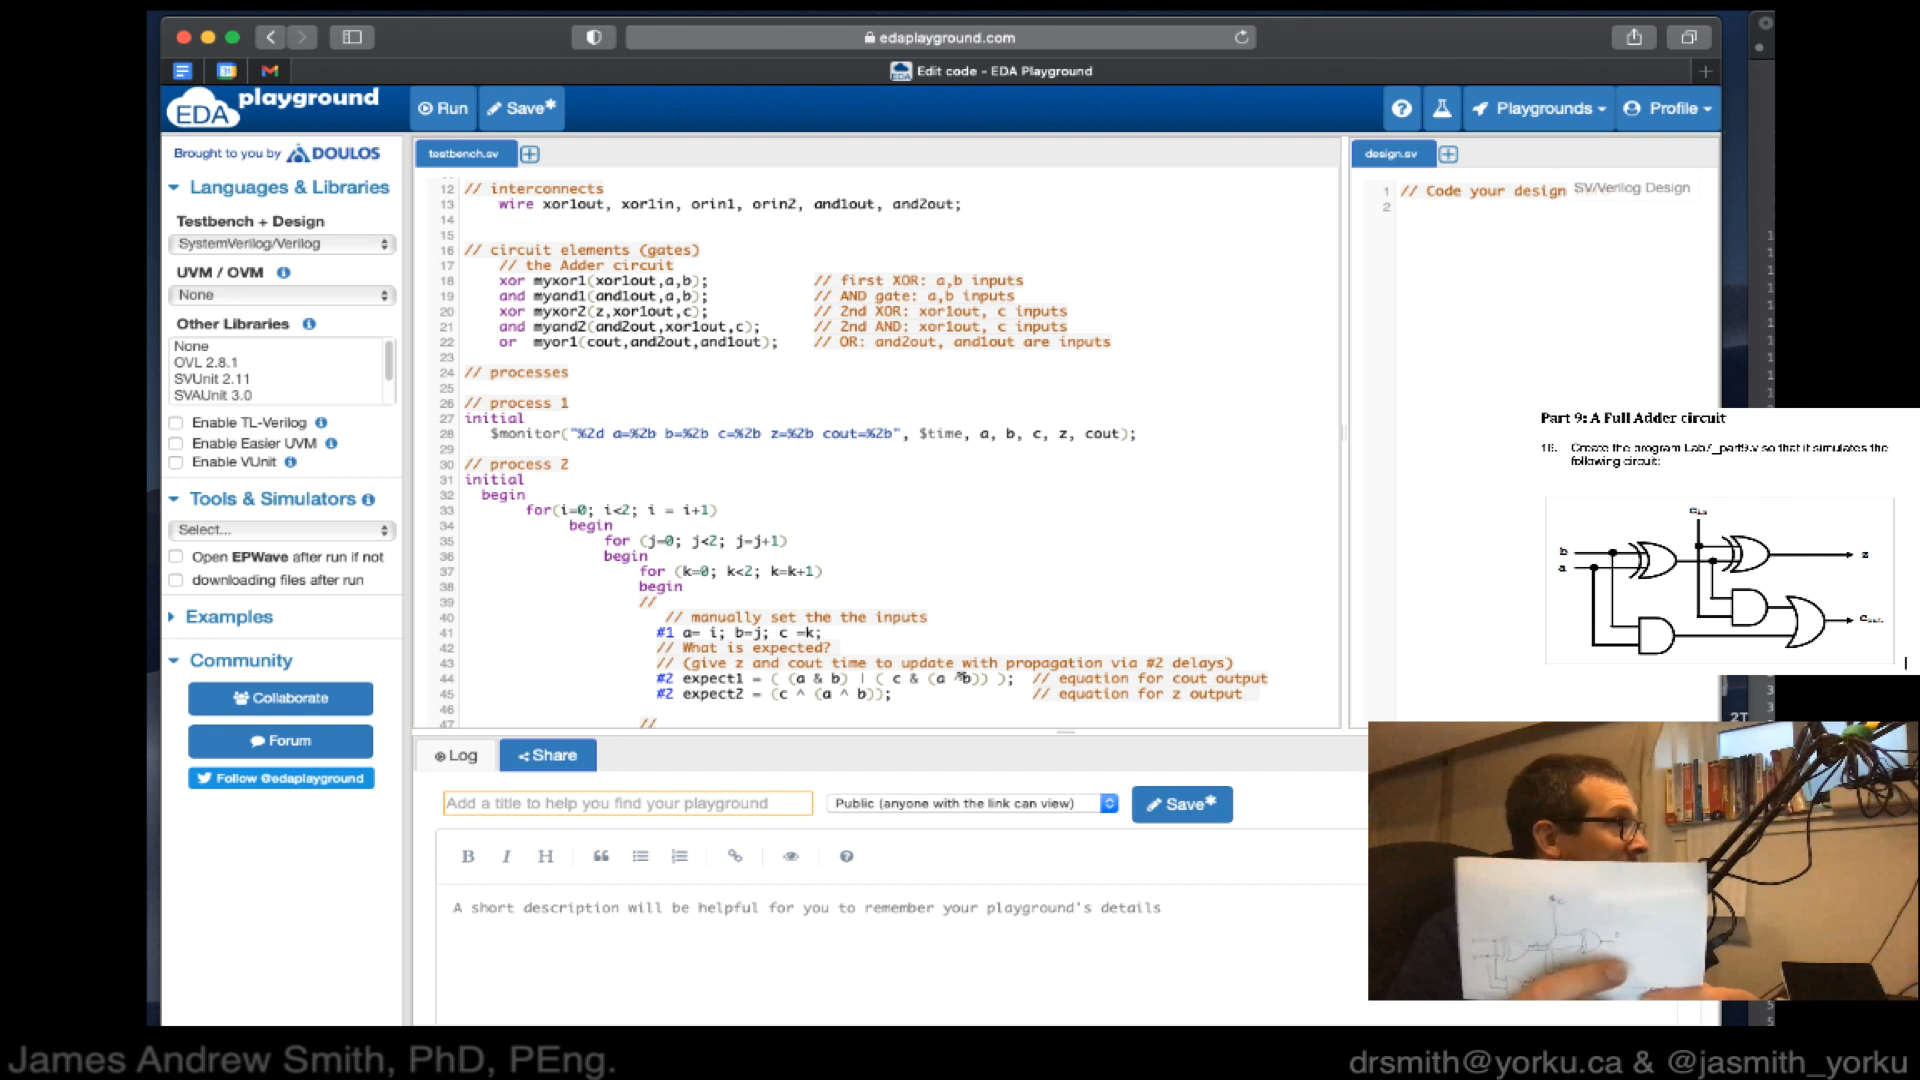 edaplayground.com
Edit code - EDA Playground
EDA playground
Run
Save*
Playgrounds
Profile
Brought to you by DOULOS
Languages & Libraries
Testbench + Design
SystemVerilog/Verilog
UVM / OVM
None
Other Libraries
None
OVL 2.8.1
SVUnit 2.11
SVAUnit 3.0
Enable TL-Verilog
Enable Easier UVM
Enable VUnit
Tools & Simulators
Select...
Open EPWave after run if not
downloading files after run
Examples
Community
Collaborate
Forum
Follow @edaplayground
testbench.sv
12 // interconnects
13 wire xor1out, xor1in, orin1, orin2, and1out, and2out;
14
15
16 // circuit elements (gates)
17 // the Adder circuit
18 xor myxor1(xor1out,a,b); // first XOR: a,b inputs
19 and myand1(and1out,a,b); // AND gate: a,b inputs
20 xor myxor2(z,xor1out,c); // 2nd XOR: xor1out, c inputs
21 and myand2(and2out,xor1out,c); // 2nd AND: xor1out, c inputs
22 or myor1(cout,and2out,and1out); // OR: and2out, and1out are inputs
23
24 // processes
25
26 // process 1
27 initial
28 $monitor("%2d a=%2b b=%2b c=%2b z=%2b cout=%2b", $time, a, b, c, z, cout);
29
30 // process 2
31 initial
32 begin
33 for(i=0; i<2; i = i+1)
34 begin
35 for (j=0; j<2; j=j+1)
36 begin
37 for (k=0; k<2; k=k+1)
38 begin
39 //
40 // manually set the the inputs
41 #1 a= i; b=j; c =k;
42 // What is expected?
43 // (give z and cout time to update with propagation via #2 delays)
44 #2 expect1 = ( (a & b) | ( c & (a ^b)) ); // equation for cout output
45 #2 expect2 = (c ^ (a ^ b)); // equation for z output
46
47 //
design.sv
1 // Code your design SV/Verilog Design
2
Part 9: A Full Adder circuit
16. Create the program Lab7_part9.v so that it simulates the
following circuit:
b
a
z
Log
Share
Add a title to help you find your playground
Public (anyone with the link can view)
Save*
B I H
A short description will be helpful for you to remember your playground's details
James Andrew Smith, PhD, PEng.
drsmith@yorku.ca & @jasmith_yorku